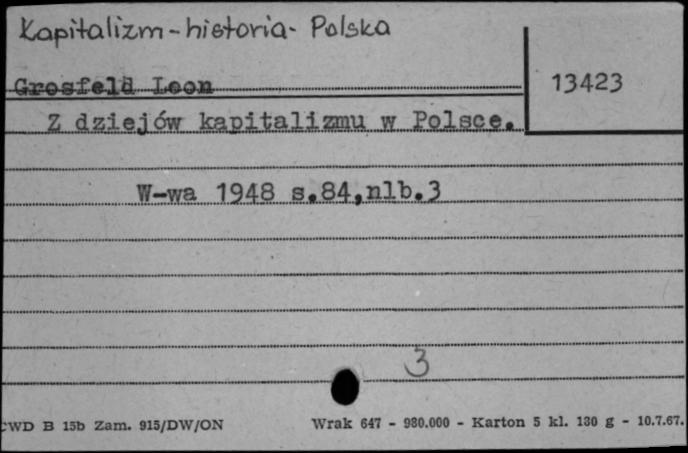 Kapitalizm - historia - Polska
Grosfeld Leon
13423
Z dziejów kapitalizmu w Polsce.
W-wa 1948 s.84,nlb.3
3
CWD B 15b Zam. 915/DW/ON Wrak 647 - 980.000 - Karton 5 kl. 130 g - 10.7.67.